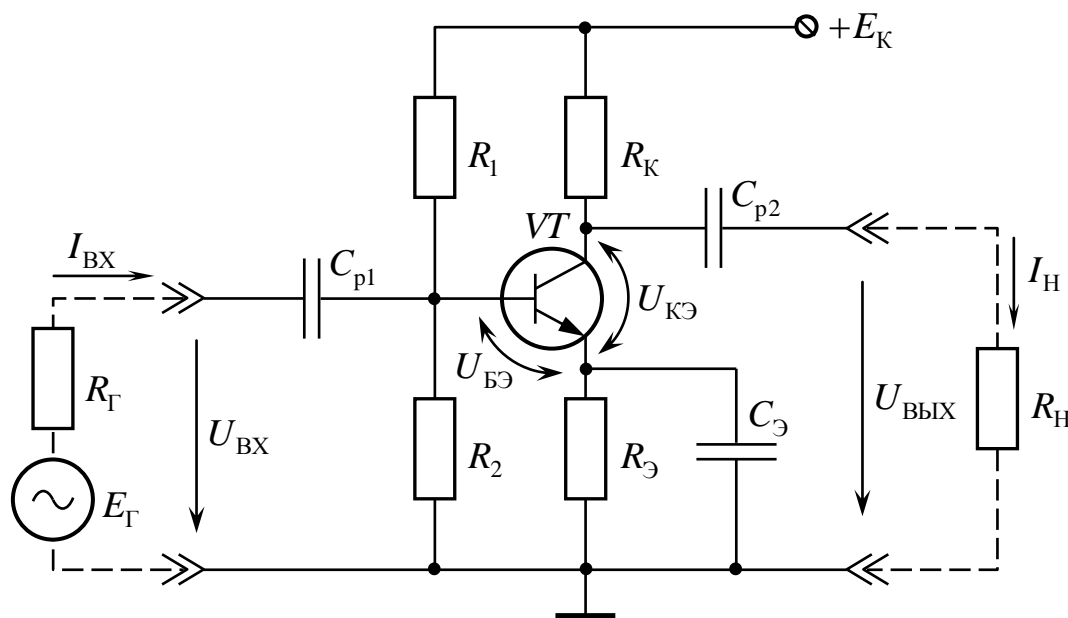 +E_К
R_1
R_К
C_р2
VT
I_ВХ
C_р1
I_Н
U_КЭ
U_БЭ
R_Г
U_ВХ
R_2
R_Э
C_Э
U_ВЫХ
R_Н
E_Г